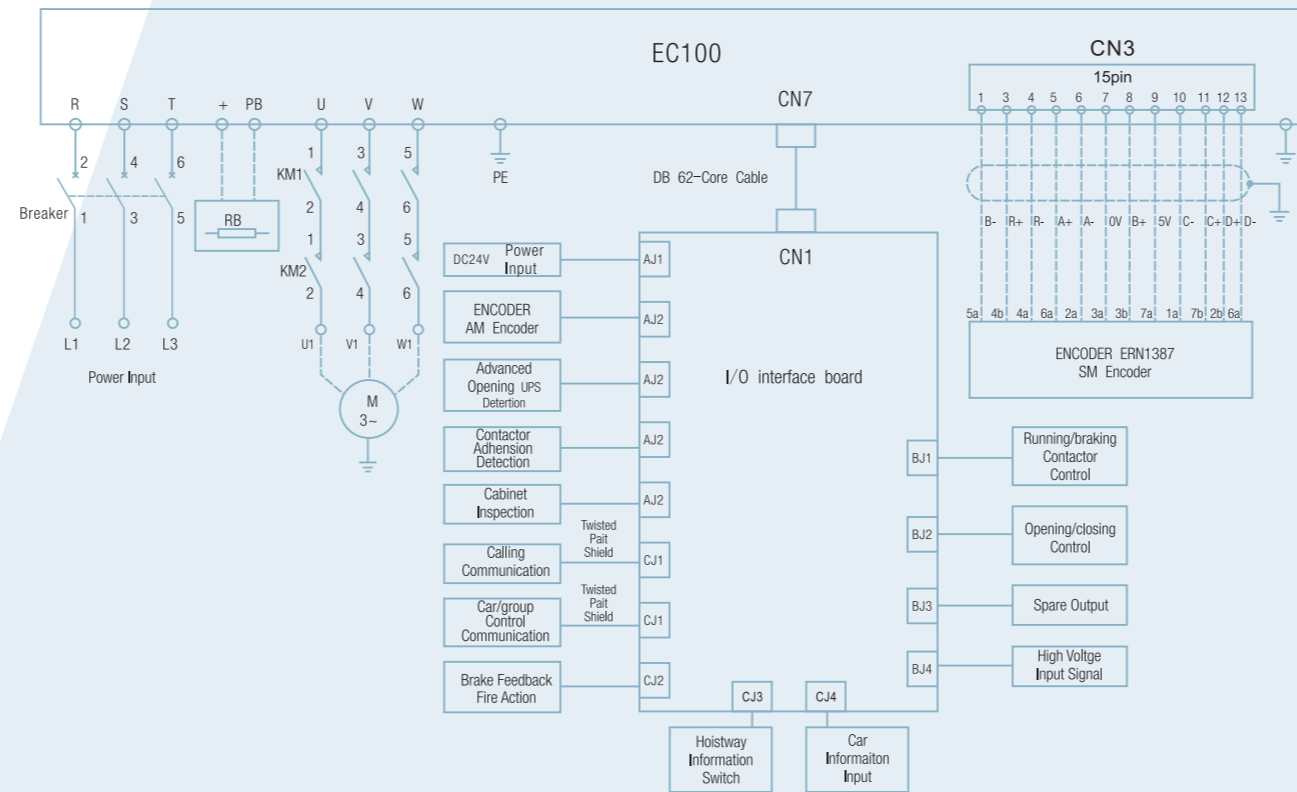 EC100
CN3
15pin
1 3 4 5 6 7 8 9 10 11 12 13
CN7
R S T + PB U V W
2 4 6
1 3 5
KM1
PE
DB 62-Core Cable
Breaker
1 3 5
RB
2 4 6
1 3 5
KM2
2 4 6
B- R+ R- A+ A- 0V B+ 5V C- C+ D+ D-
5a 4b 4a 6a 2a 3a 3b 7a 1a 7b 2b 6a
ENCODER ERN1387
SM Encoder
L1 L2 L3
Power Input
U1 V1 W1
M
3~
CN1
I/O interface board
DC24V Power
Input
AJ1
ENCODER
AM Encoder
AJ2
Advanced
Opening UPS
Detertion
AJ2
Contactor
Adhension
Detection
AJ2
Cabinet
Inspection
AJ2
Twisted
Pait
Shield
Calling
Communication
CJ1
Twisted
Pait
Shield
Car/group
Control
Communication
CJ1
Brake Feedback
Fire Action
CJ2
BJ1
Running/braking
Contactor
Control
BJ2
Opening/closing
Control
BJ3
Spare Output
BJ4
High Voltge
Input Signal
CJ3
CJ4
Hoistway
Information
Switch
Car
Informaiton
Input